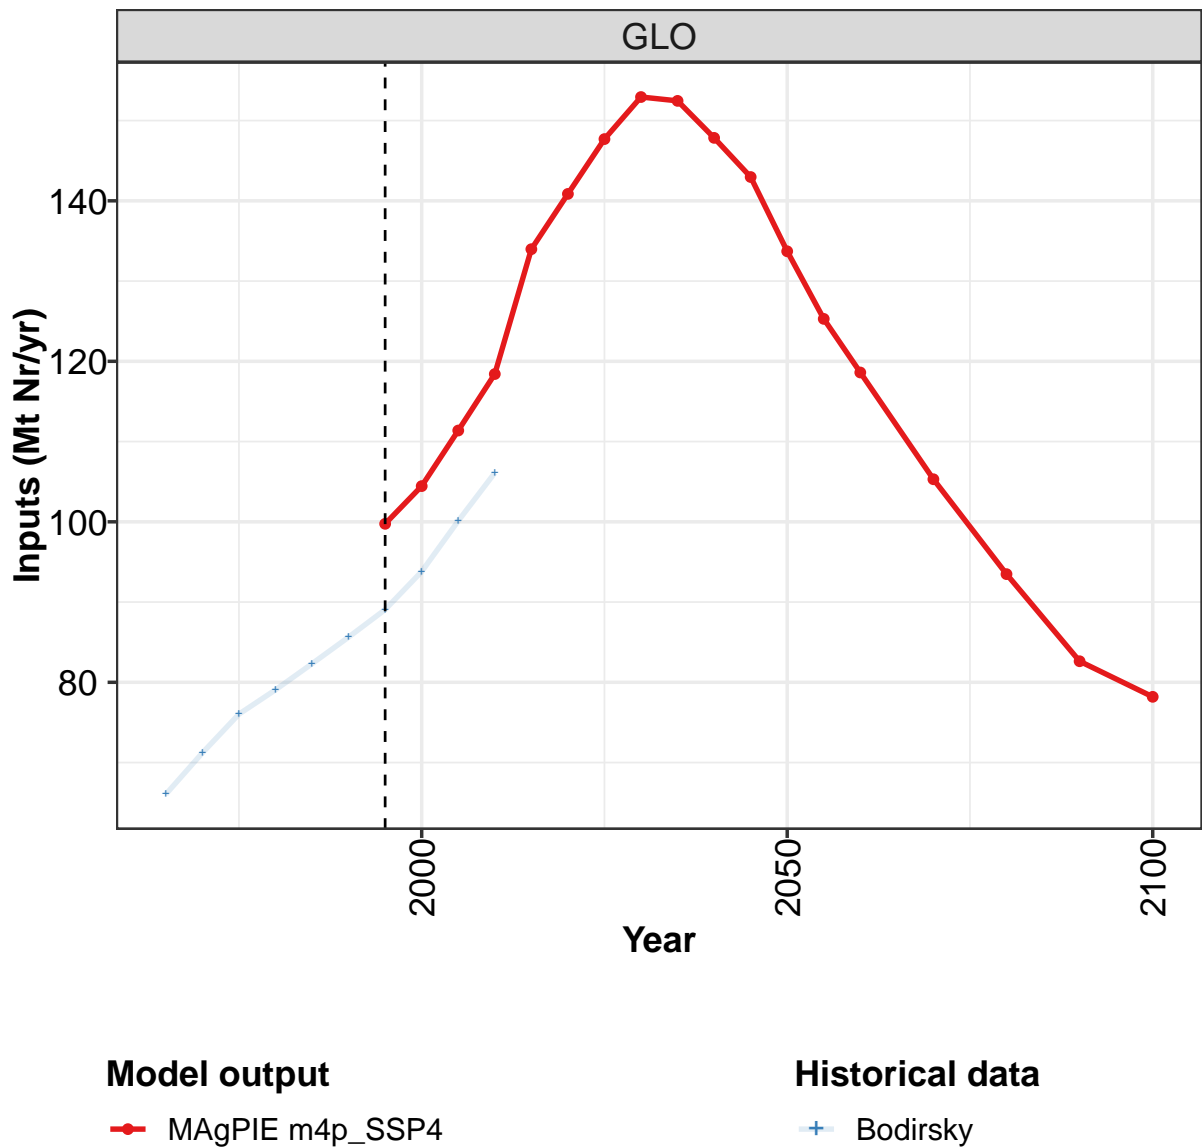 GLO
140
120
100
80
Inputs (Mt Nr/yr)
2000
2050
2100
Year
Model output
MAgPIE m4p_SSP4
Historical data
Bodirsky